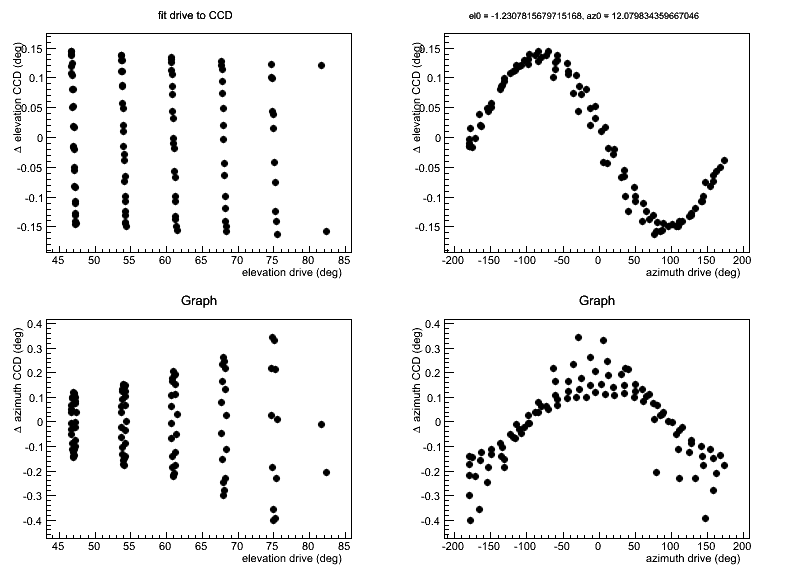 fit drive to CCD
el0 = -1.2307815679715168, az0 = 12.079834359667046
Δ elevation CCD (deg)
0.15
0.1
0.05
0
-0.05
-0.1
-0.15
45 50 55 60 65 70 75 80 85
elevation drive (deg)
Δ elevation CCD (deg)
0.15
0.1
0.05
0
-0.05
-0.1
-0.15
-200 -150 -100 -50 0 50 100 150 200
azimuth drive (deg)
Graph
Δ azimuth CCD (deg)
0.4
0.3
0.2
0.1
0
-0.1
-0.2
-0.3
-0.4
45 50 55 60 65 70 75 80 85
elevation drive (deg)
Graph
Δ azimuth CCD (deg)
0.4
0.3
0.2
0.1
0
-0.1
-0.2
-0.3
-0.4
-200 -150 -100 -50 0 50 100 150 200
azimuth drive (deg)